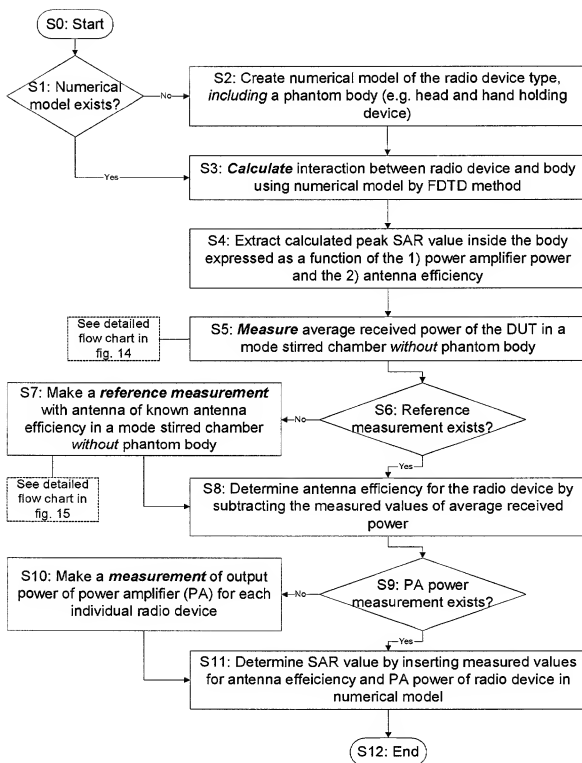 S0: Start
S1: Numerical
model exists?
No
S2: Create numerical model of the radio device type,
including a phantom body (e.g. head and hand holding
device)
Yes
S3: Calculate interaction between radio device and body
using numerical model by FDTD method
S4: Extract calculated peak SAR value inside the body
expressed as a function of the 1) power amplifier power
and the 2) antenna efficiency
See detailed
flow chart in
fig. 14
S5: Measure average received power of the DUT in a
mode stirred chamber without phantom body
S7: Make a reference measurement
with antenna of known antenna
efficiency in a mode stirred chamber
without phantom body
No
S6: Reference
measurement exists?
Yes
See detailed
flow chart in
fig. 15
S8: Determine antenna efficiency for the radio device by
subtracting the measured values of average received
power
S10: Make a measurement of output
power of power amplifier (PA) for each
individual radio device
No
S9: PA power
measurement exists?
Yes
S11: Determine SAR value by inserting measured values
for antenna effeiciency and PA power of radio device in
numerical model
S12: End